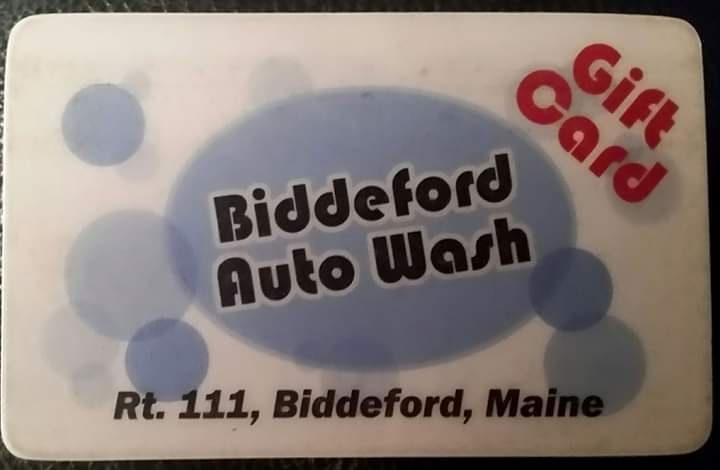 Gift
Card
Biddeford
Auto Wash
Rt. 111, Biddeford, Maine